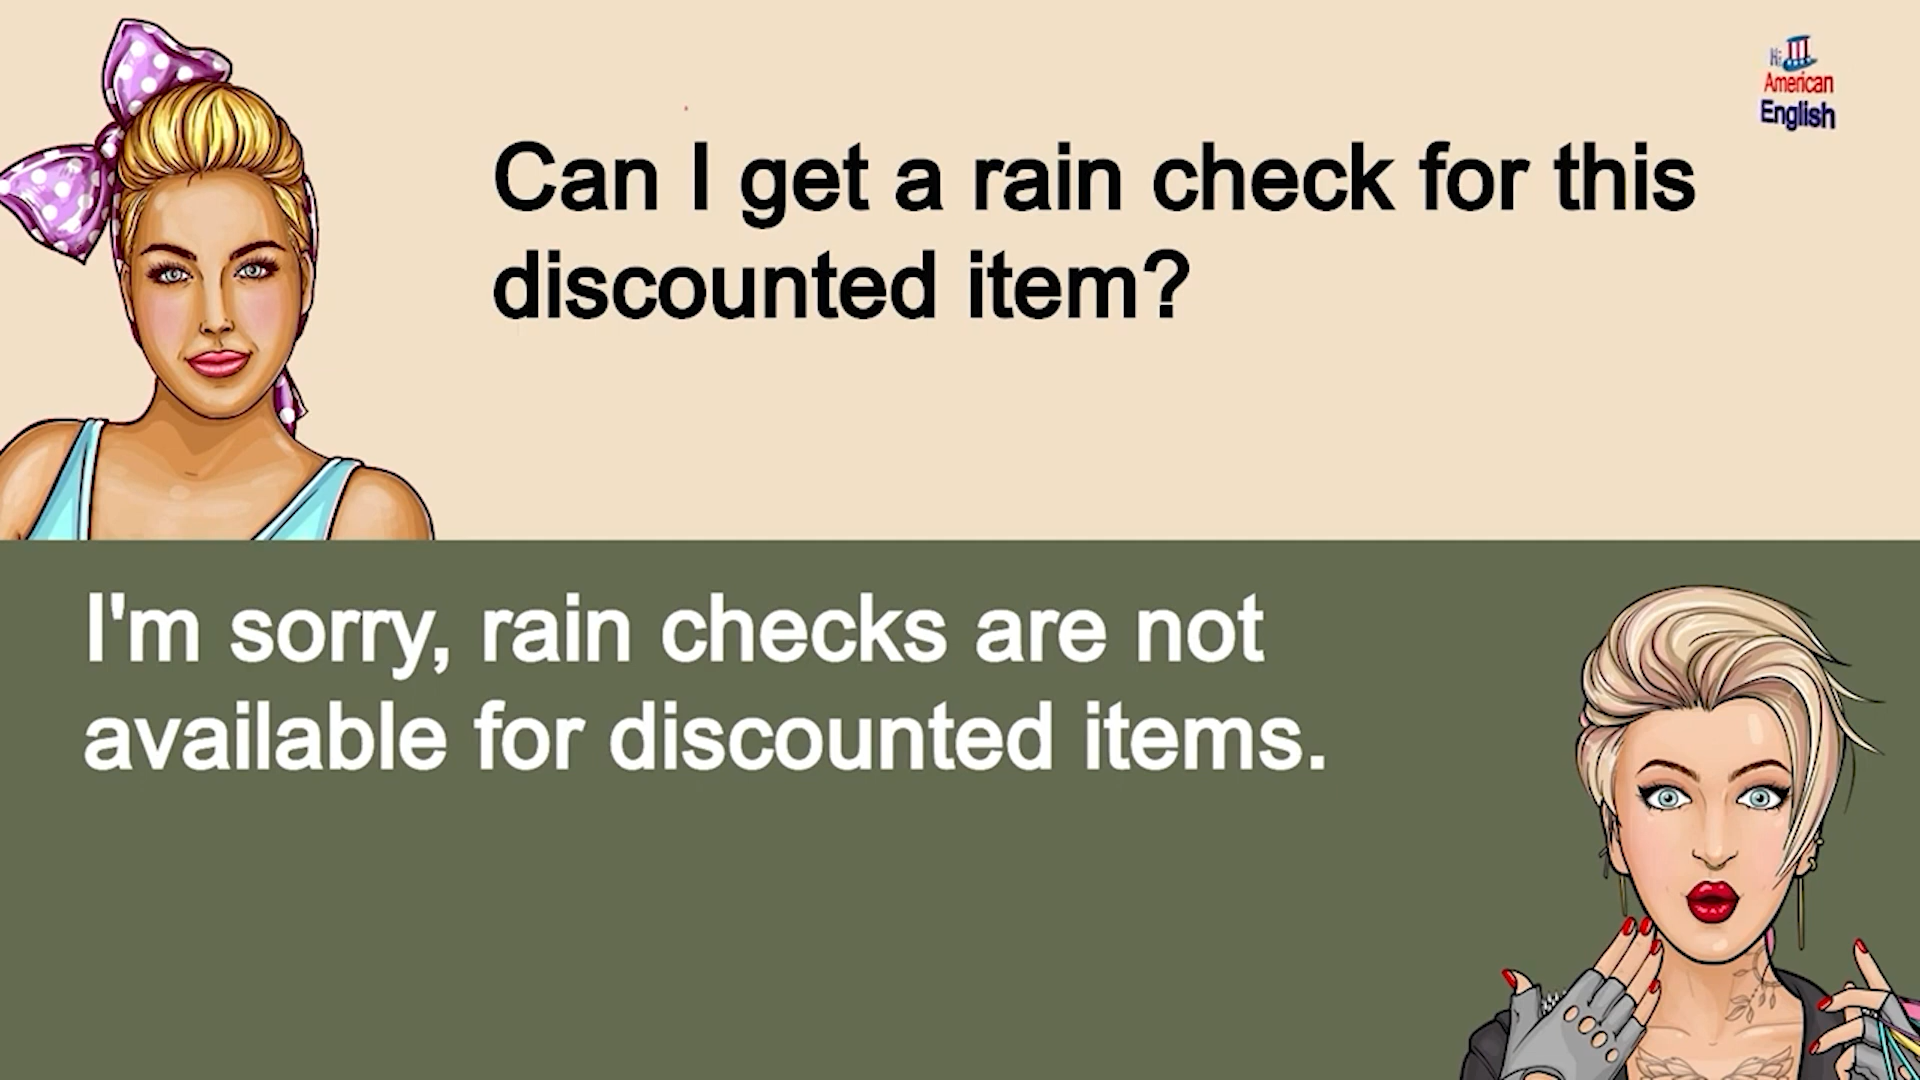 Hi
American
English
Can I get a rain check for this
discounted item?
I'm sorry, rain checks are not
available for discounted items.